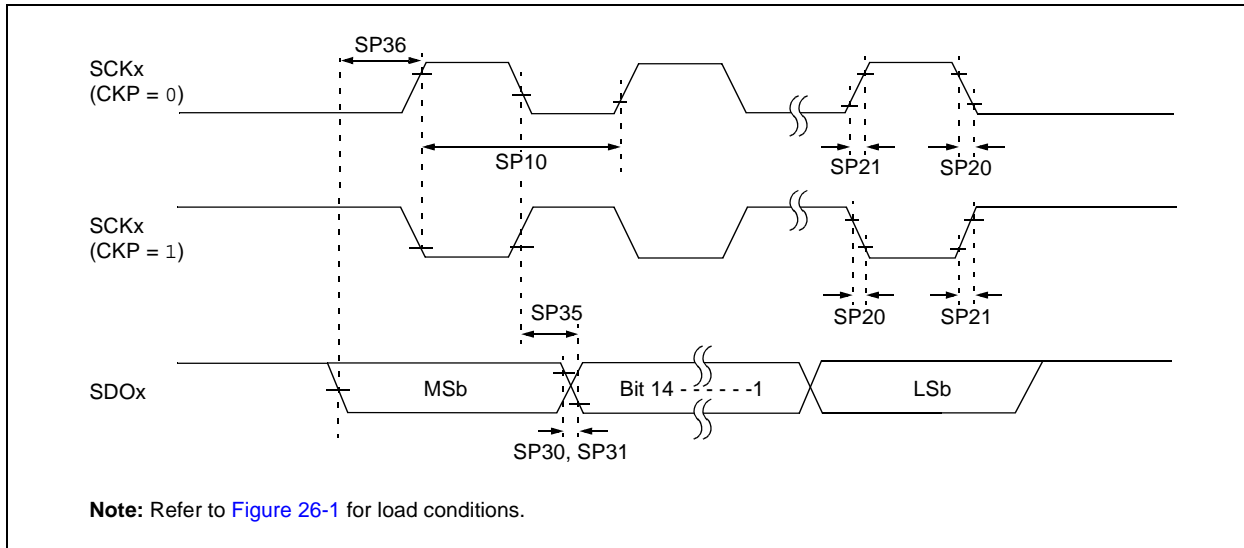 SP36
SCKx
(CKP = 0)
SP10
SP21
SP20
SCKx
(CKP = 1)
SP35
SP20
SP21
SDOx
MSb
Bit 14 - - - - - -1
LSb
SP30, SP31
Note: Refer to Figure 26-1 for load conditions.